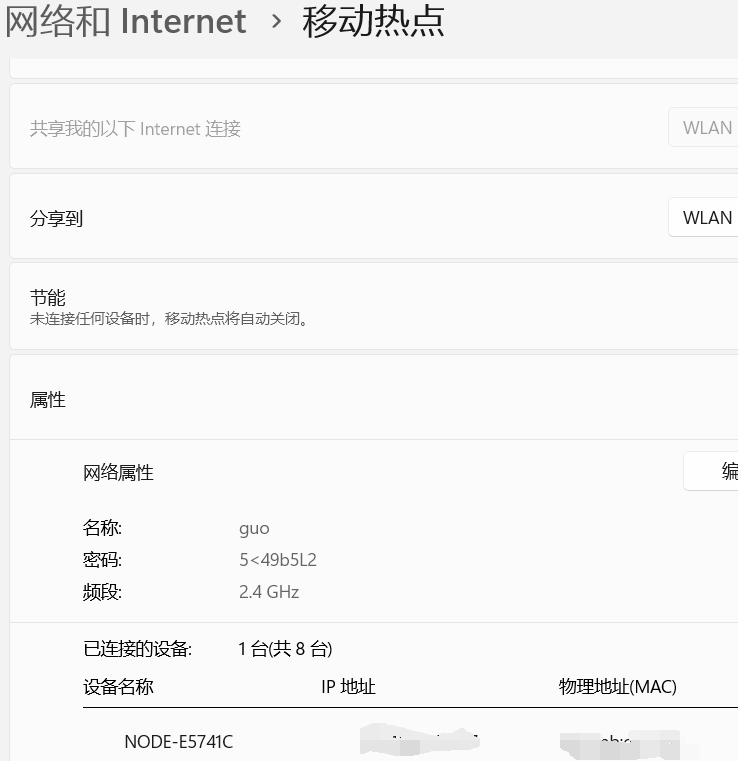 网络和 Internet › 移动热点
共享我的以下 Internet 连接 WLAN
分享到 WLAN
节能
未连接任何设备时，移动热点将自动关闭。
属性
网络属性 编
名称: guo
密码: 5<49b5L2
频段: 2.4 GHz
已连接的设备: 1 台(共 8 台)
设备名称 IP 地址 物理地址(MAC)
NODE-E5741C